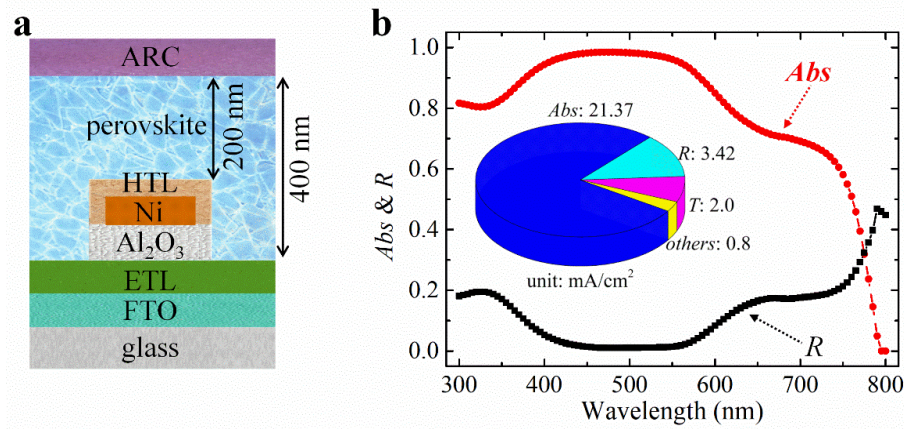 a
ARC
perovskite
200 nm
400 nm
HTL
Ni
Al₂O₃
ETL
FTO
glass
b
Abs & R
1.0
0.8
0.6
0.4
0.2
0.0
Abs
Abs: 21.37
R: 3.42
T: 2.0
others: 0.8
unit: mA/cm²
R
300 400 500 600 700 800
Wavelength (nm)